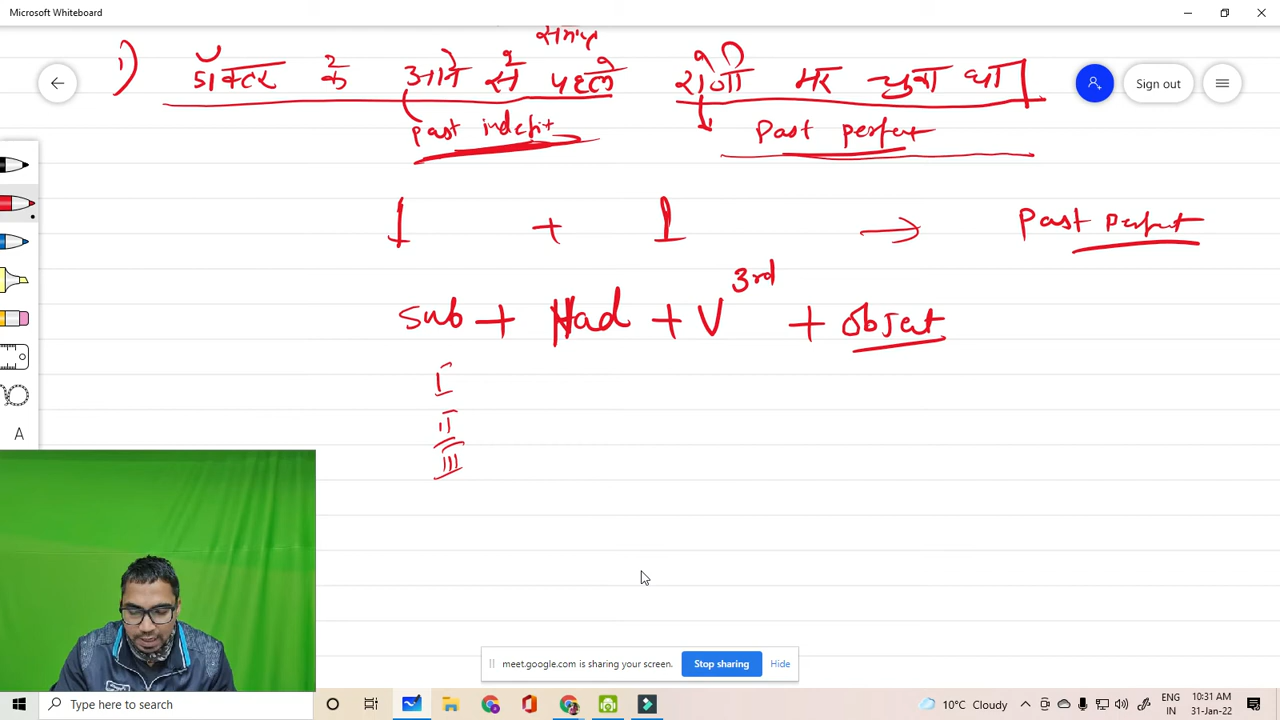 Microsoft Whiteboard
Sign out
1) डॉक्टर के आने से पहले रोगी मर चुका था
past indefit
Past perfect
1 + 1 → Past perfect
3rd
sub + Had + V + object
I
II
III
A
meet.google.com is sharing your screen.
Stop sharing
Hide
Type here to search
10°C Cloudy
ENG
IN
10:31 AM
31-Jan-22